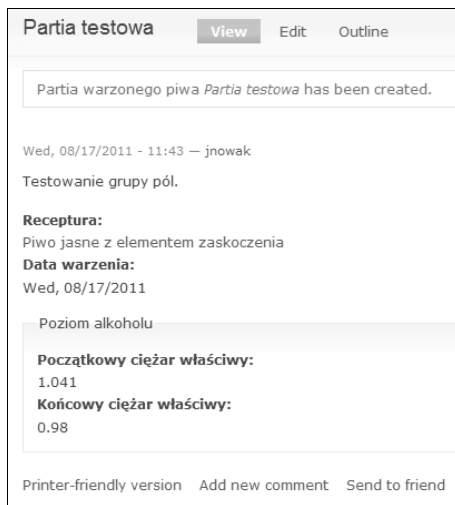 Partia testowa View Edit Outline
Partia warzonego piwa Partia testowa has been created.
Wed, 08/17/2011 - 11:43 — jnowak
Testowanie grupy pól.
Receptura:
Piwo jasne z elementem zaskoczenia
Data warzenia:
Wed, 08/17/2011
Poziom alkoholu
Początkowy ciężar właściwy:
1.041
Końcowy ciężar właściwy:
0.98
Printer-friendly version Add new comment Send to friend